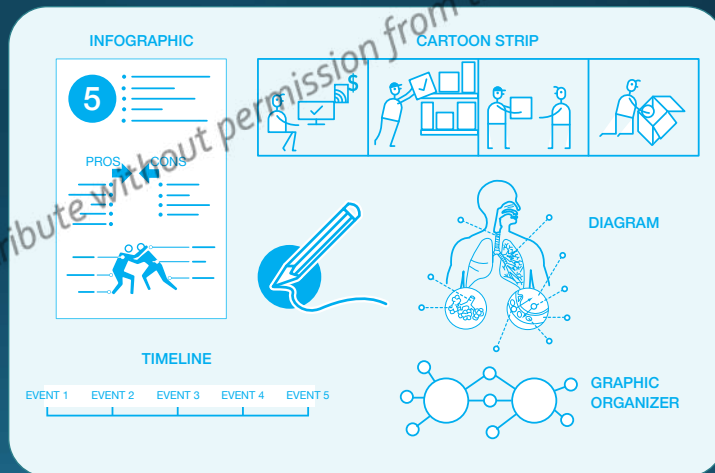 INFOGRAPHIC
5
PROS
CONS
CARTOON STRIP
$
DIAGRAM
TIMELINE
EVENT 1 EVENT 2 EVENT 3 EVENT 4 EVENT 5
GRAPHIC
ORGANIZER
without permission from